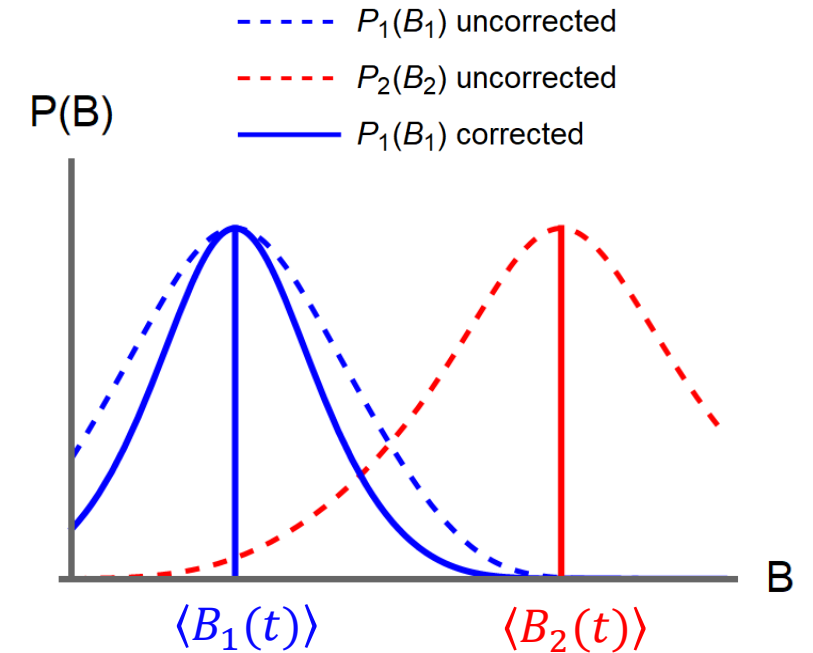 P₁(B₁) uncorrected
P₂(B₂) uncorrected
P₁(B₁) corrected
P(B)
B
⟨B₁(t)⟩
⟨B₂(t)⟩